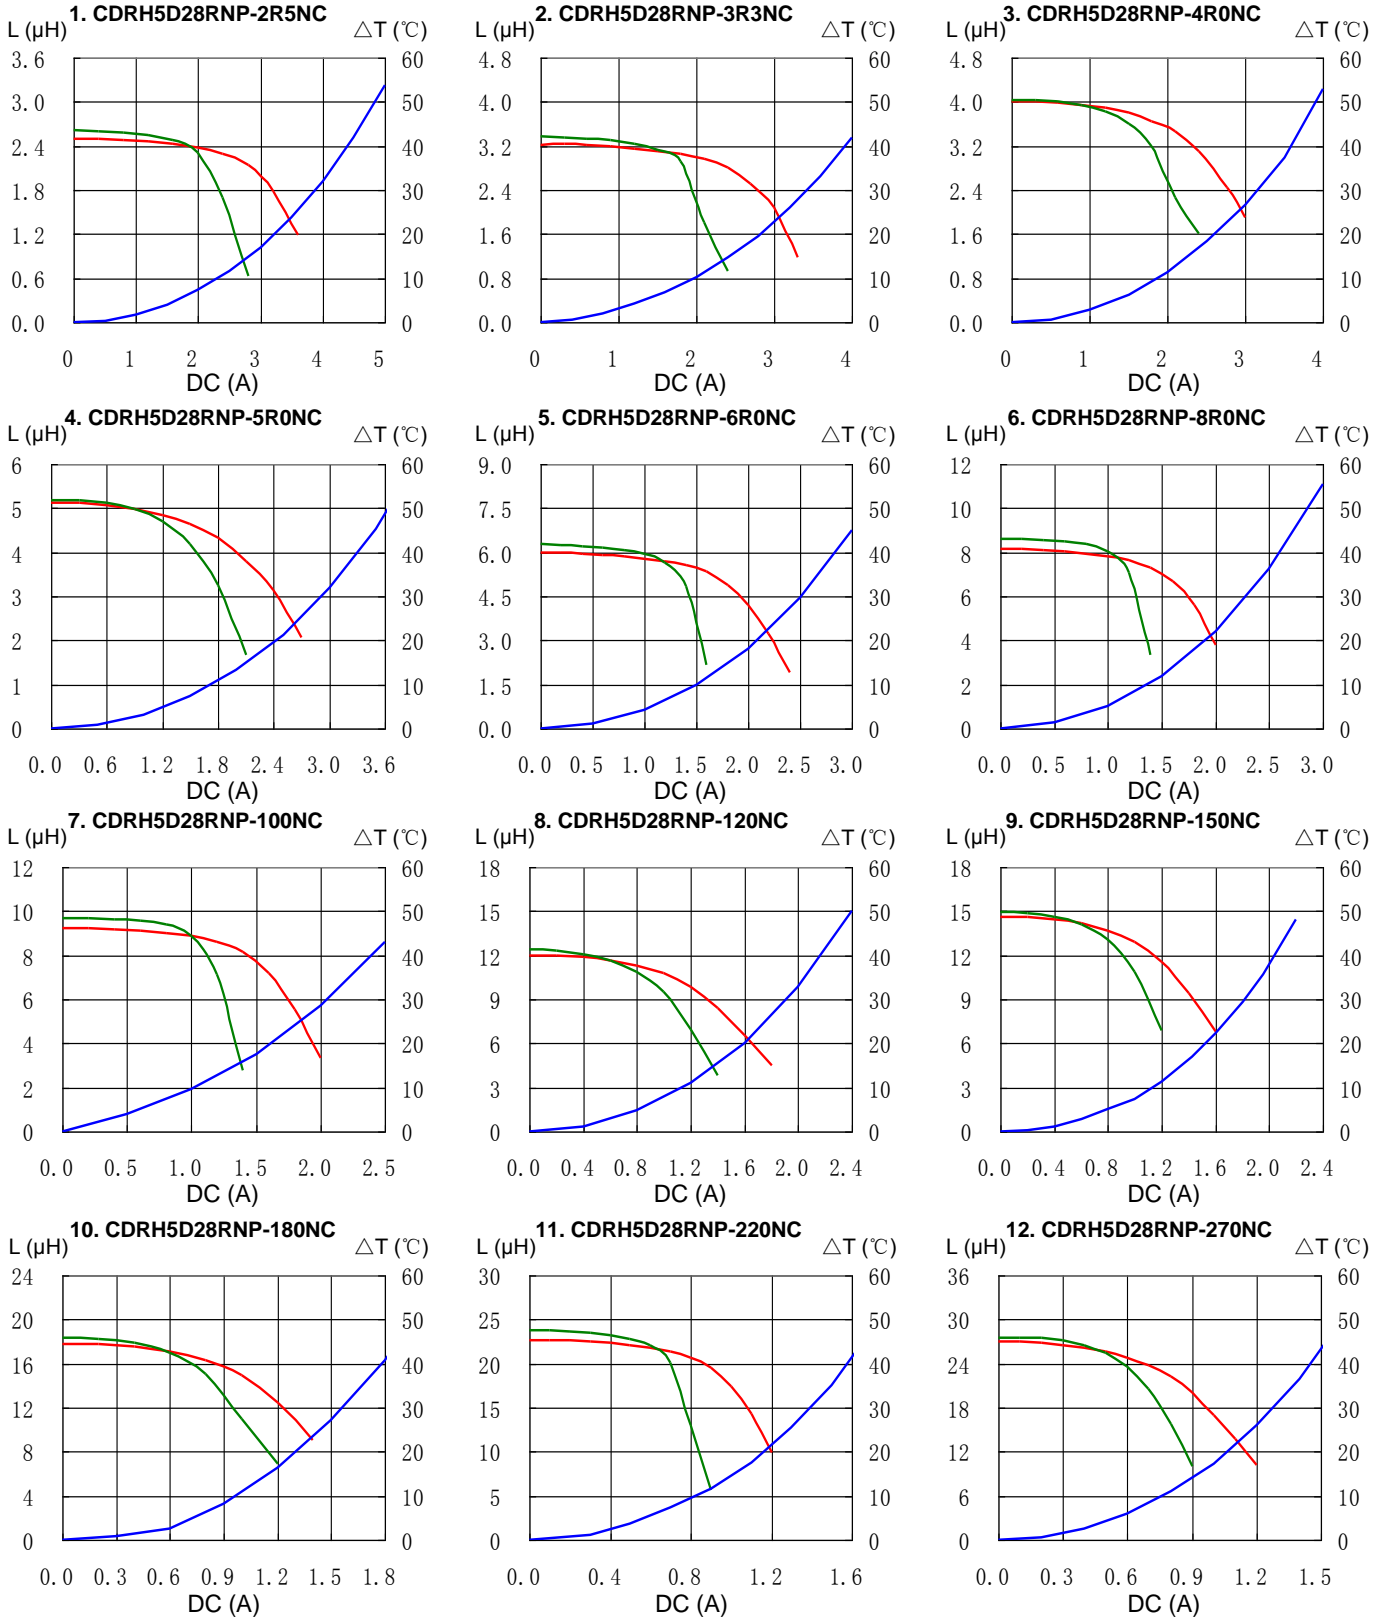 1. CDRH5D28RNP-2R5NC
L (μH) △T (℃)
3.6 60
3.0 50
2.4 40
1.8 30
1.2 20
0.6 10
0.0 0
0 1 2 3 4 5
DC (A)
2. CDRH5D28RNP-3R3NC
L (μH) △T (℃)
4.8 60
4.0 50
3.2 40
2.4 30
1.6 20
0.8 10
0.0 0
0 1 2 3 4
DC (A)
3. CDRH5D28RNP-4R0NC
L (μH) △T (℃)
4.8 60
4.0 50
3.2 40
2.4 30
1.6 20
0.8 10
0.0 0
0 1 2 3 4
DC (A)
4. CDRH5D28RNP-5R0NC
L (μH) △T (℃)
6 60
5 50
4 40
3 30
2 20
1 10
0 0
0.0 0.6 1.2 1.8 2.4 3.0 3.6
DC (A)
5. CDRH5D28RNP-6R0NC
L (μH) △T (℃)
9.0 60
7.5 50
6.0 40
4.5 30
3.0 20
1.5 10
0.0 0
0.0 0.5 1.0 1.5 2.0 2.5 3.0
DC (A)
6. CDRH5D28RNP-8R0NC
L (μH) △T (℃)
12 60
10 50
8 40
6 30
4 20
2 10
0 0
0.0 0.5 1.0 1.5 2.0 2.5 3.0
DC (A)
7. CDRH5D28RNP-100NC
L (μH) △T (℃)
12 60
10 50
8 40
6 30
4 20
2 10
0 0
0.0 0.5 1.0 1.5 2.0 2.5
DC (A)
8. CDRH5D28RNP-120NC
L (μH) △T (℃)
18 60
15 50
12 40
9 30
6 20
3 10
0 0
0.0 0.4 0.8 1.2 1.6 2.0 2.4
DC (A)
9. CDRH5D28RNP-150NC
L (μH) △T (℃)
18 60
15 50
12 40
9 30
6 20
3 10
0 0
0.0 0.4 0.8 1.2 1.6 2.0 2.4
DC (A)
10. CDRH5D28RNP-180NC
L (μH) △T (℃)
24 60
20 50
16 40
12 30
8 20
4 10
0 0
0.0 0.3 0.6 0.9 1.2 1.5 1.8
DC (A)
11. CDRH5D28RNP-220NC
L (μH) △T (℃)
30 60
25 50
20 40
15 30
10 20
5 10
0 0
0.0 0.4 0.8 1.2 1.6
DC (A)
12. CDRH5D28RNP-270NC
L (μH) △T (℃)
36 60
30 50
24 40
18 30
12 20
6 10
0 0
0.0 0.3 0.6 0.9 1.2 1.5
DC (A)